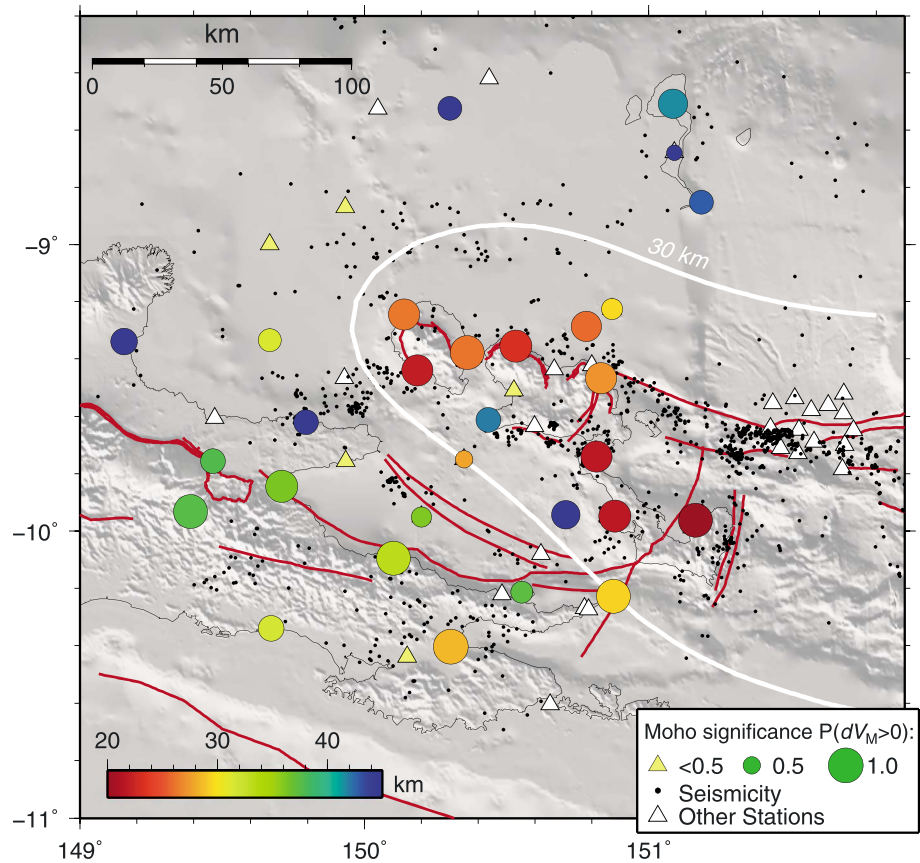 km
0 50 100
−9˚
30 km
−10˚
20 30 40
km
Moho significance P(dVM>0):
<0.5 0.5 1.0
Seismicity
Other Stations
−11˚
149˚ 150˚ 151˚